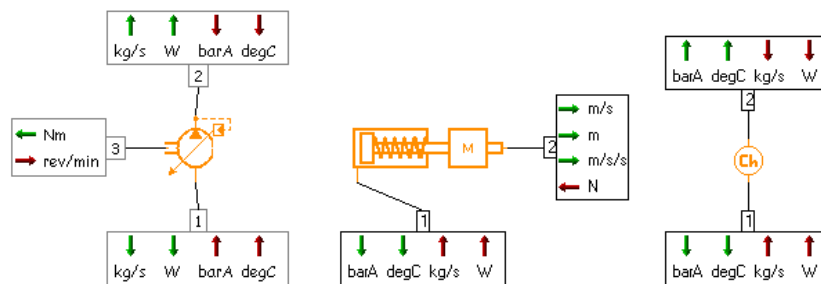 kg/s W barA degC
2
Nm
rev/min
3
1
kg/s W barA degC
M
m/s
m
m/s/s
N
2
1
barA degC kg/s W
barA degC kg/s W
2
Ch
1
barA degC kg/s W